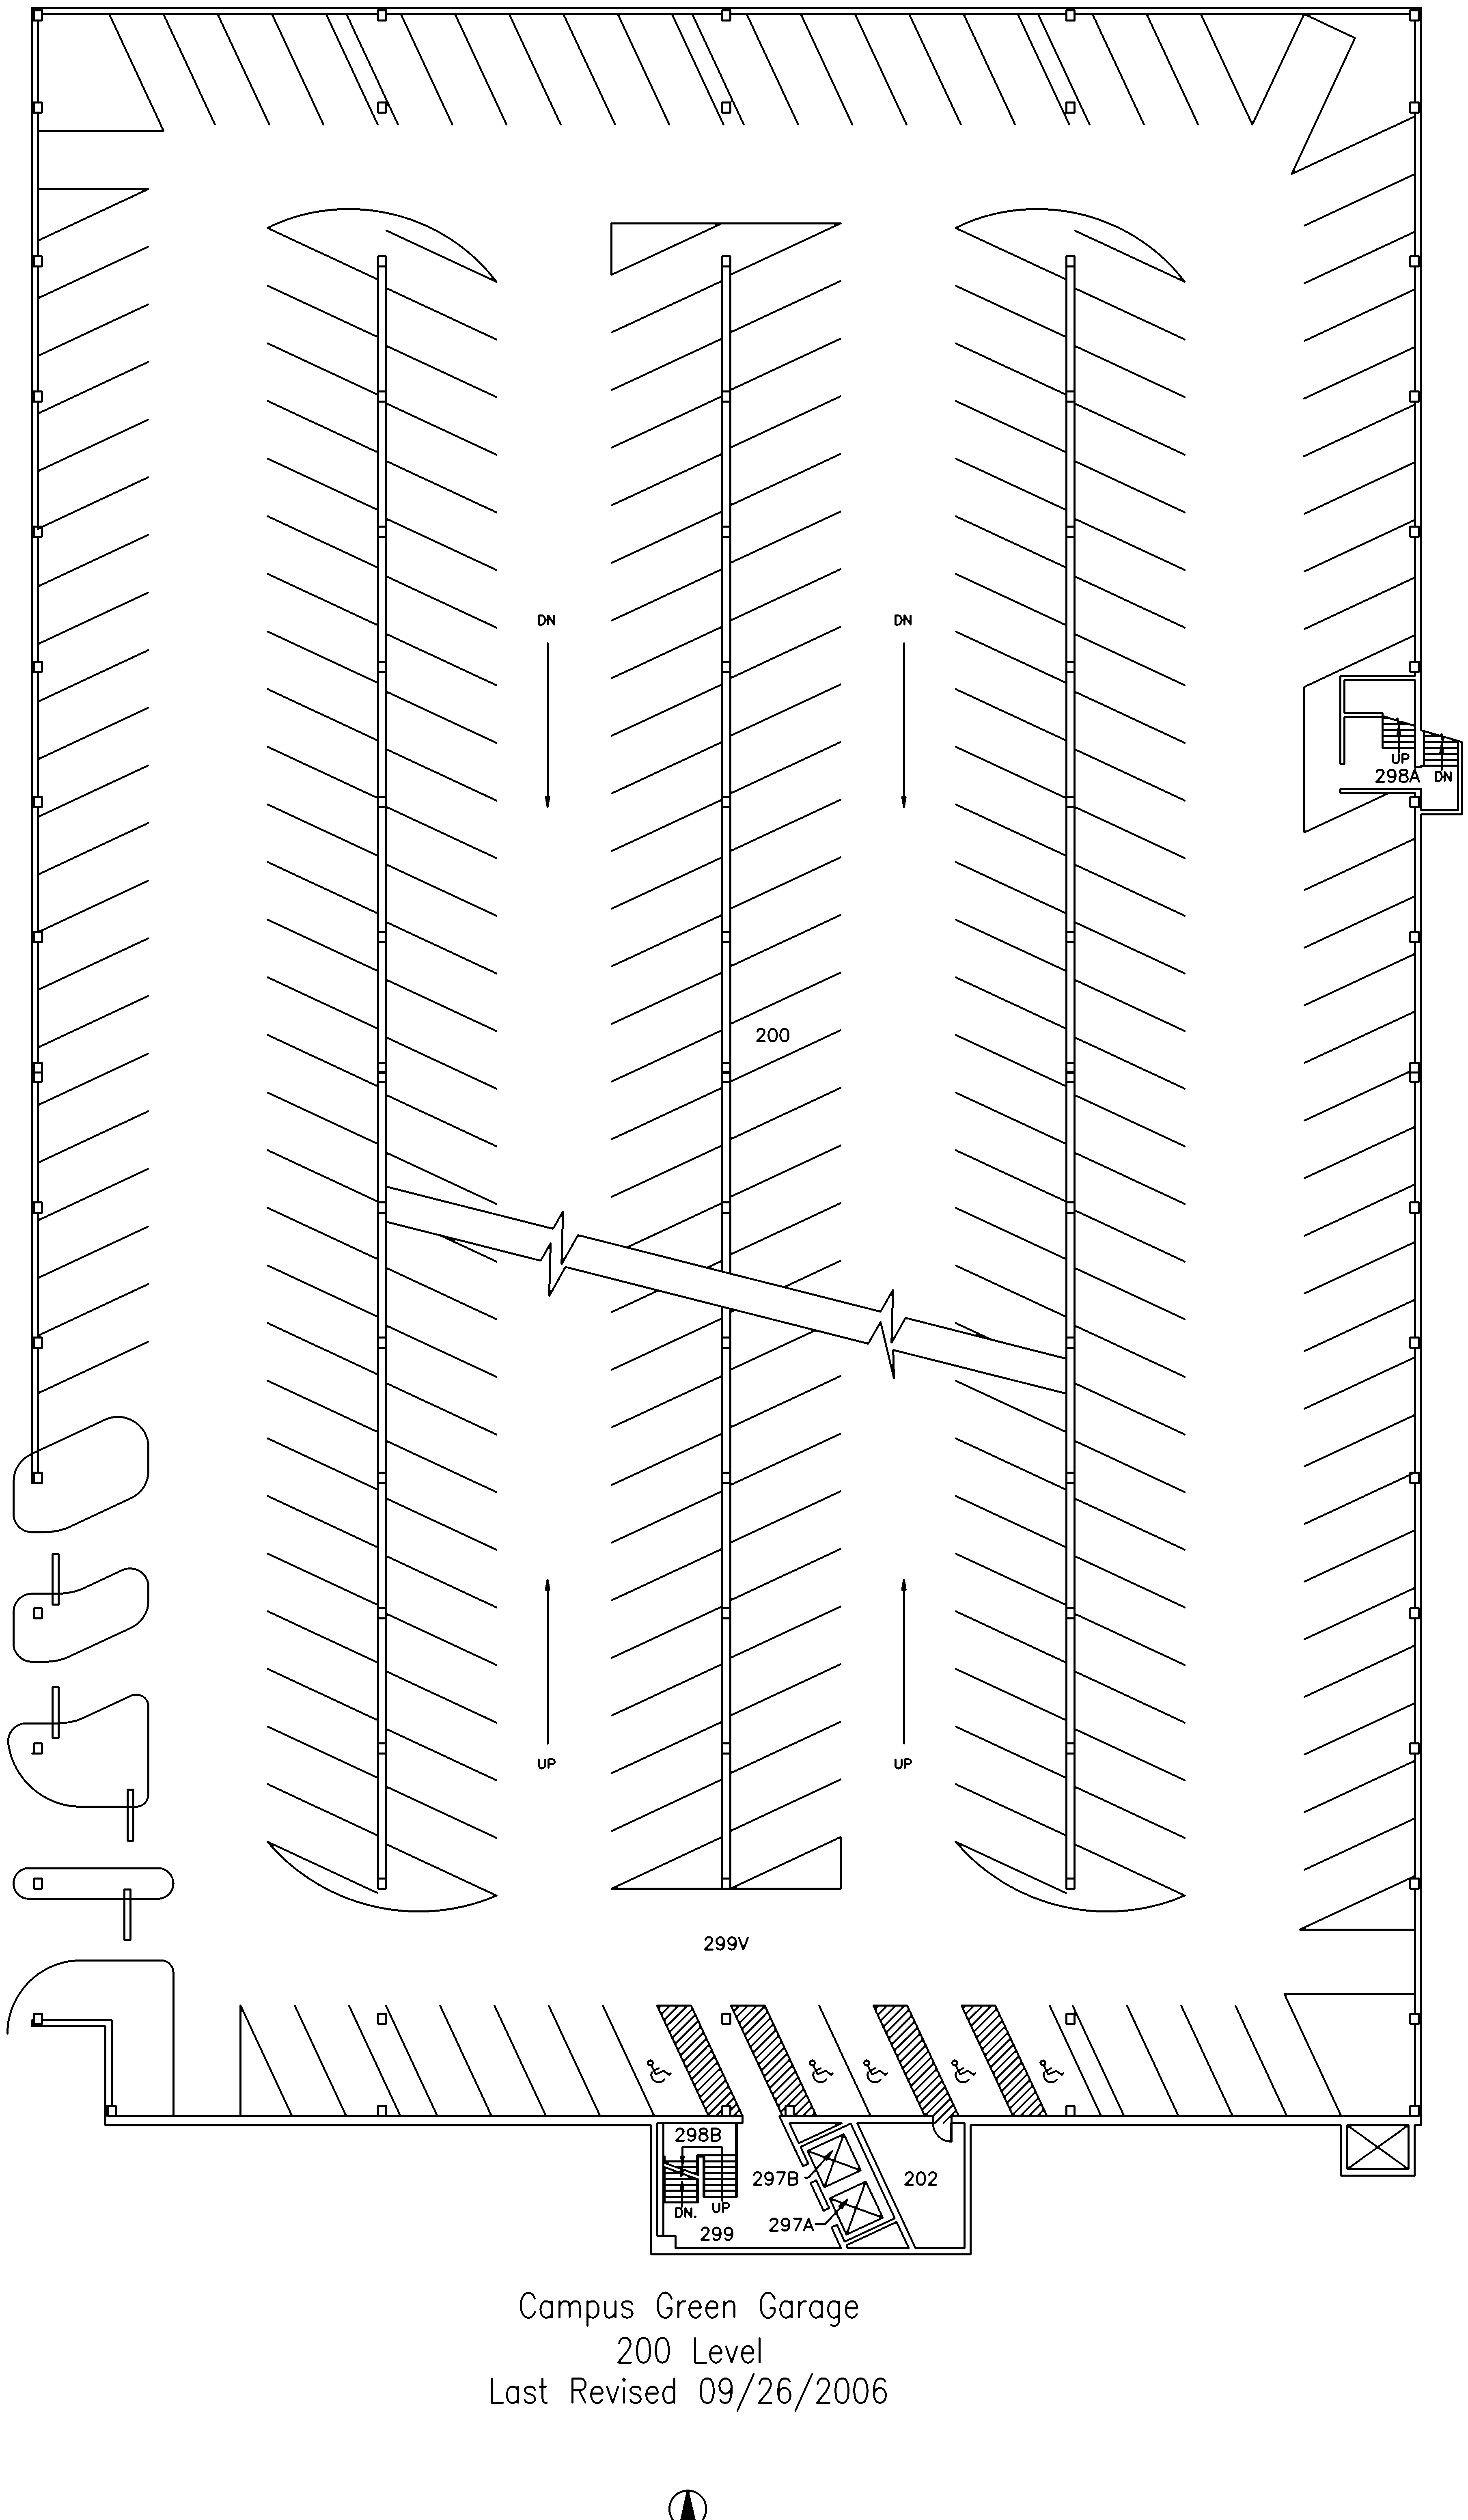 DN
DN
UP
298A
DN
200
UP
UP
299V
298B
297B
202
DN.
UP
297A
299
Campus Green Garage
200 Level
Last Revised 09/26/2006